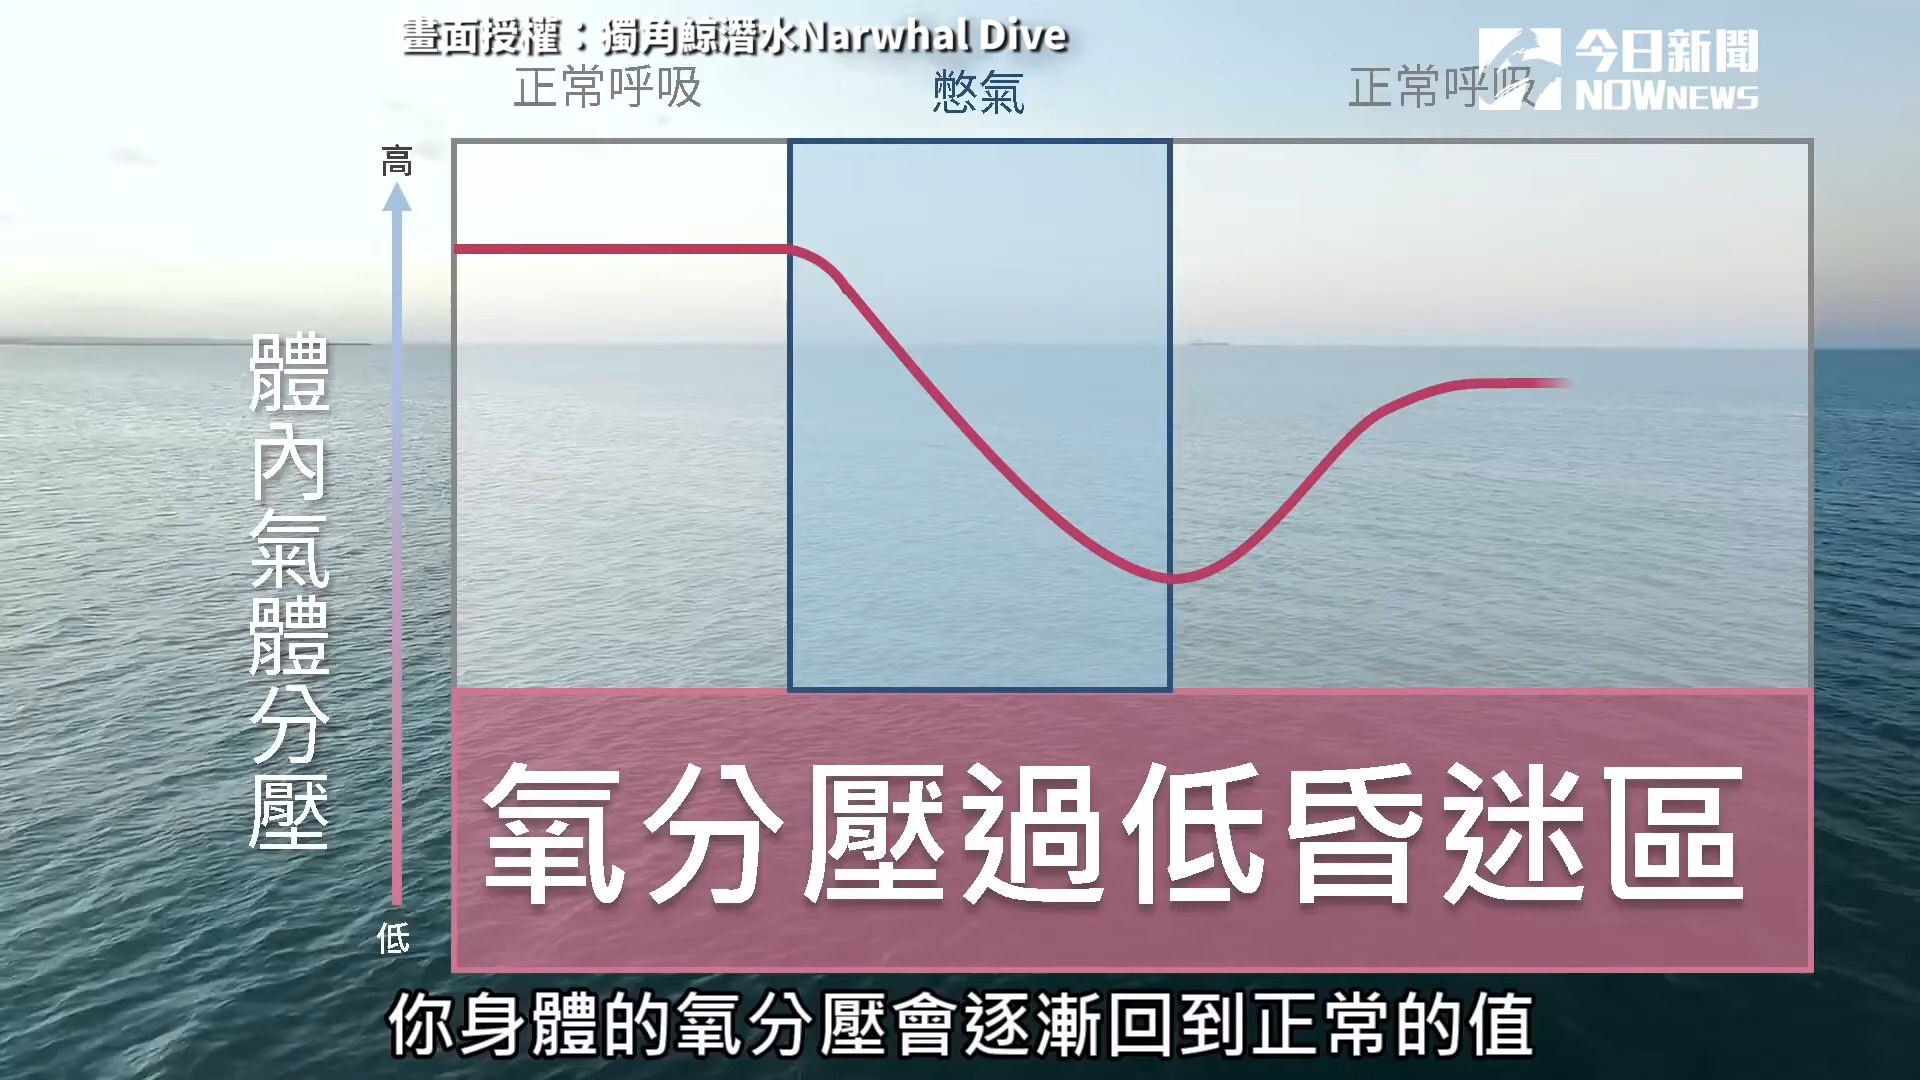 畫面授權：獨角鯨潛水Narwhal Dive
今日新聞
NOWNEWS
正常呼吸
憋氣
正常呼吸
高
體內氣體分壓
低
氧分壓過低昏迷區
你身體的氧分壓會逐漸回到正常的值